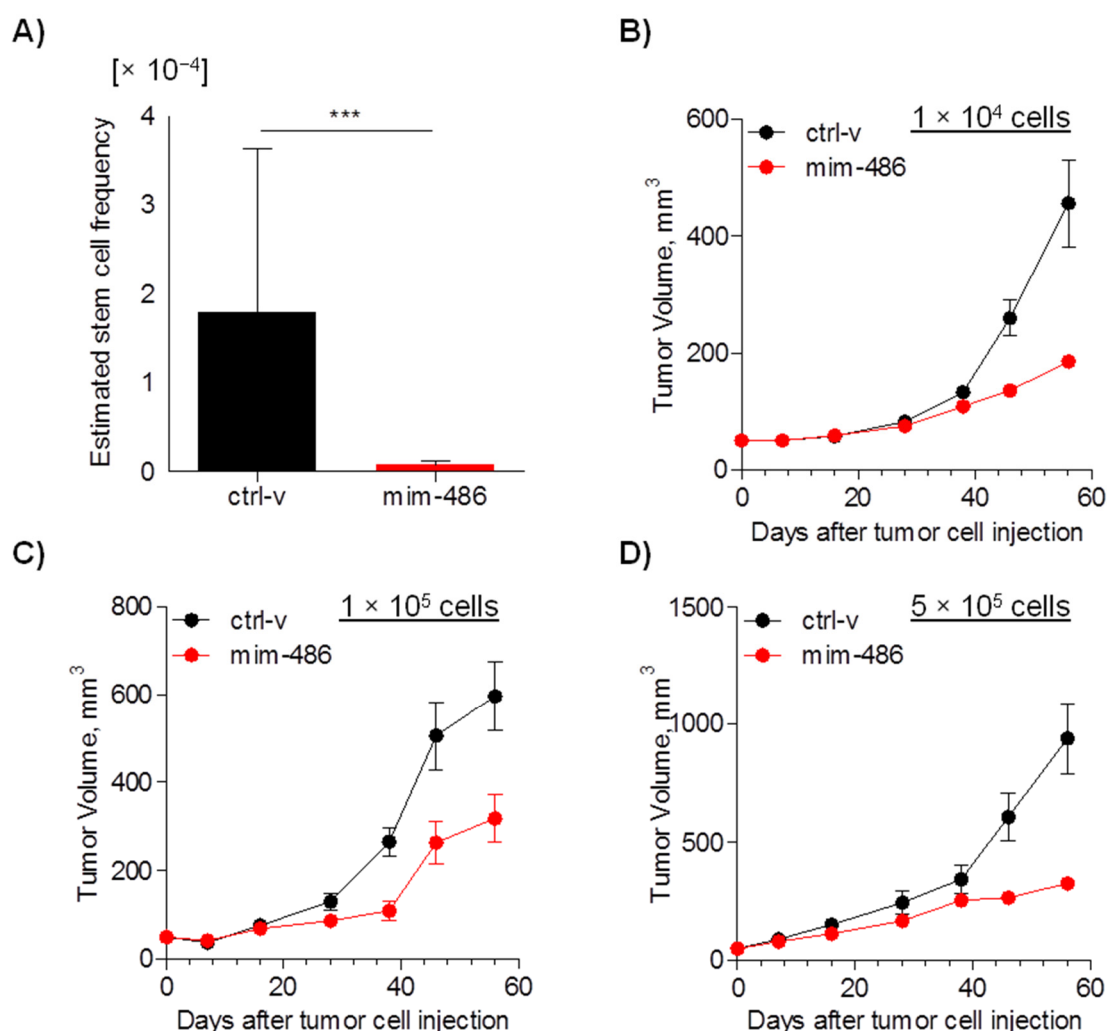 A)
[× 10⁻⁴]
Estimated stem cell frequency
4
3
2
1
0
***
ctrl-v
mim-486
B)
1 × 10⁴ cells
ctrl-v
mim-486
Tumor Volume, mm³
600
400
200
0
0 20 40 60
Days after tumor cell injection
C)
1 × 10⁵ cells
ctrl-v
mim-486
Tumor Volume, mm³
800
600
400
200
0
0 20 40 60
Days after tumor cell injection
D)
5 × 10⁵ cells
ctrl-v
mim-486
Tumor Volume, mm³
1500
1000
500
0
0 20 40 60
Days after tumor cell injection